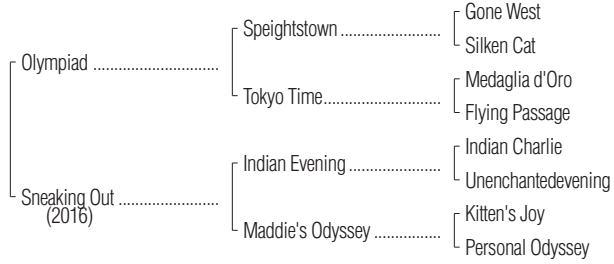 Gone West
Speightstown
Silken Cat
Olympiad
Medaglia d'Oro
Tokyo Time
Flying Passage
Indian Charlie
Indian Evening
Unenchantedevening
Sneaking Out
(2016)
Kitten's Joy
Maddie's Odyssey
Personal Odyssey